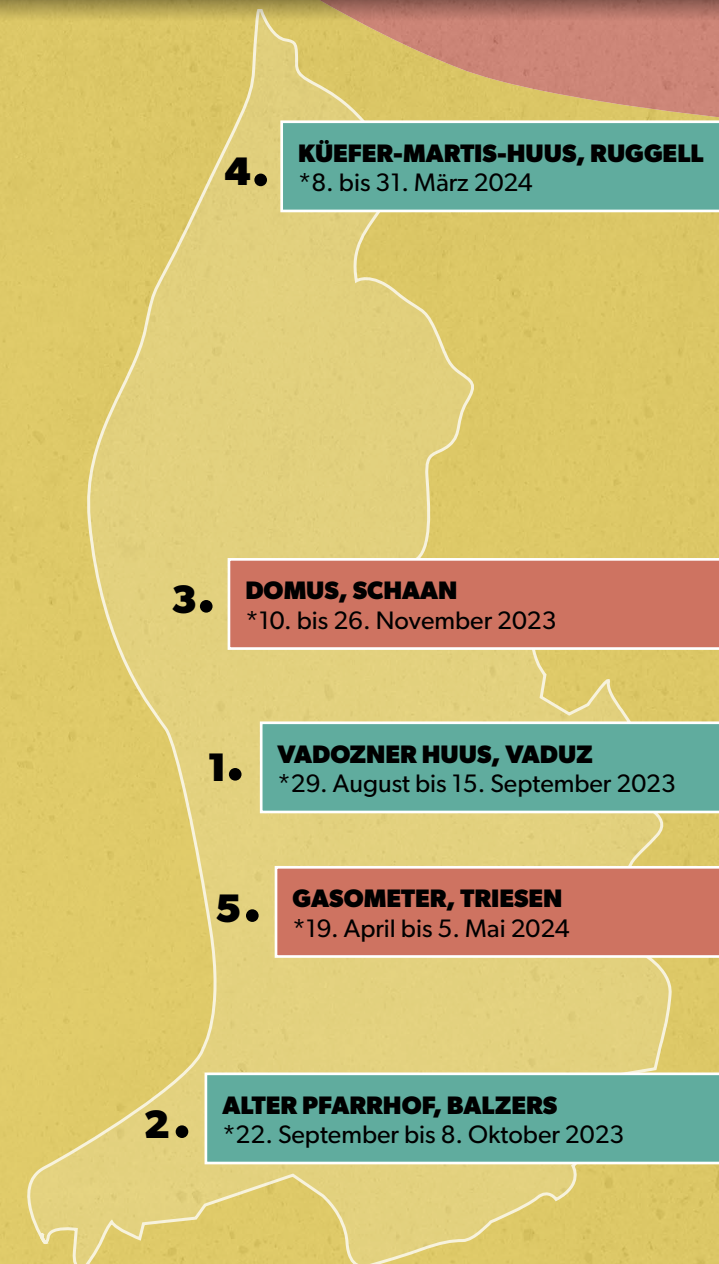 4.
KÜEFER-MARTIS-HUUS, RUGGELL
*8. bis 31. März 2024
3.
DOMUS, SCHAAN
*10. bis 26. November 2023
1.
VADOZNER HUUS, VADUZ
*29. August bis 15. September 2023
5.
GASOMETER, TRIESEN
*19. April bis 5. Mai 2024
2.
ALTER PFARRHOF, BALZERS
*22. September bis 8. Oktober 2023